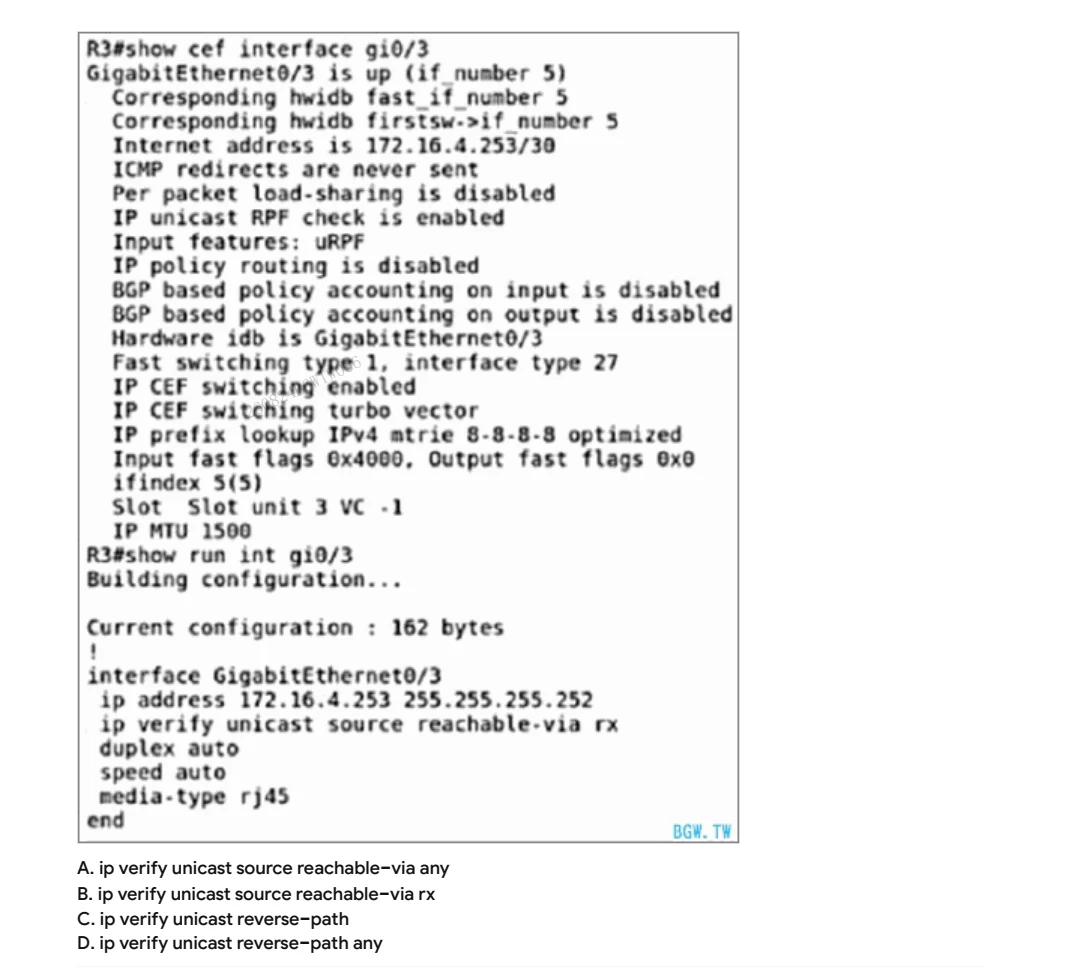 R3#show cef interface gi0/3
GigabitEthernet0/3 is up (if_number 5)
Corresponding hwidb fast_if_number 5
Corresponding hwidb firstsw->if_number 5
Internet address is 172.16.4.253/30
ICMP redirects are never sent
Per packet load-sharing is disabled
IP unicast RPF check is enabled
Input features: uRPF
IP policy routing is disabled
BGP based policy accounting on input is disabled
BGP based policy accounting on output is disabled
Hardware idb is GigabitEthernet0/3
Fast switching type 1, interface type 27
IP CEF switching enabled
IP CEF switching turbo vector
IP prefix lookup IPv4 mtrie 8-8-8-8 optimized
Input fast flags 0x4000, Output fast flags 0x0
ifindex 5(5)
Slot  Slot unit 3 VC -1
IP MTU 1500
R3#show run int gi0/3
Building configuration...
Current configuration : 162 bytes
!
interface GigabitEthernet0/3
ip address 172.16.4.253 255.255.255.252
ip verify unicast source reachable-via rx
duplex auto
speed auto
media-type rj45
end
BGW.TW
A. ip verify unicast source reachable-via any
B. ip verify unicast source reachable-via rx
C. ip verify unicast reverse-path
D. ip verify unicast reverse-path any